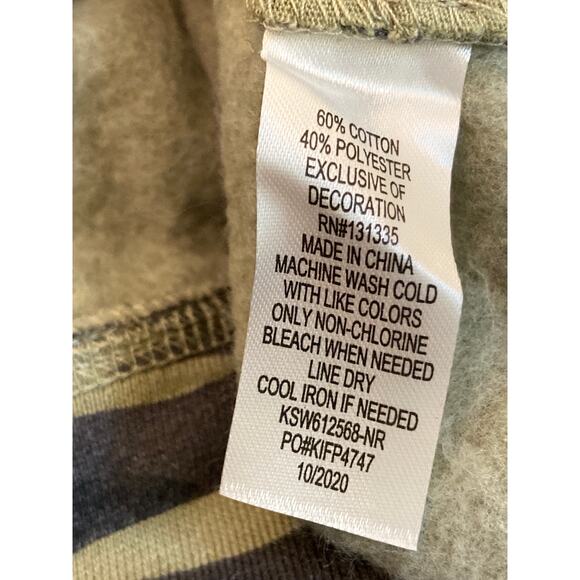 60% COTTON
40% POLYESTER
EXCLUSIVE OF
DECORATION
RN#131335
MADE IN CHINA
MACHINE WASH COLD
WITH LIKE COLORS
ONLY NON-CHLORINE
BLEACH WHEN NEEDED
LINE DRY
COOL IRON IF NEEDED
KSW612568-NR
PO#KIFP4747
10/2020